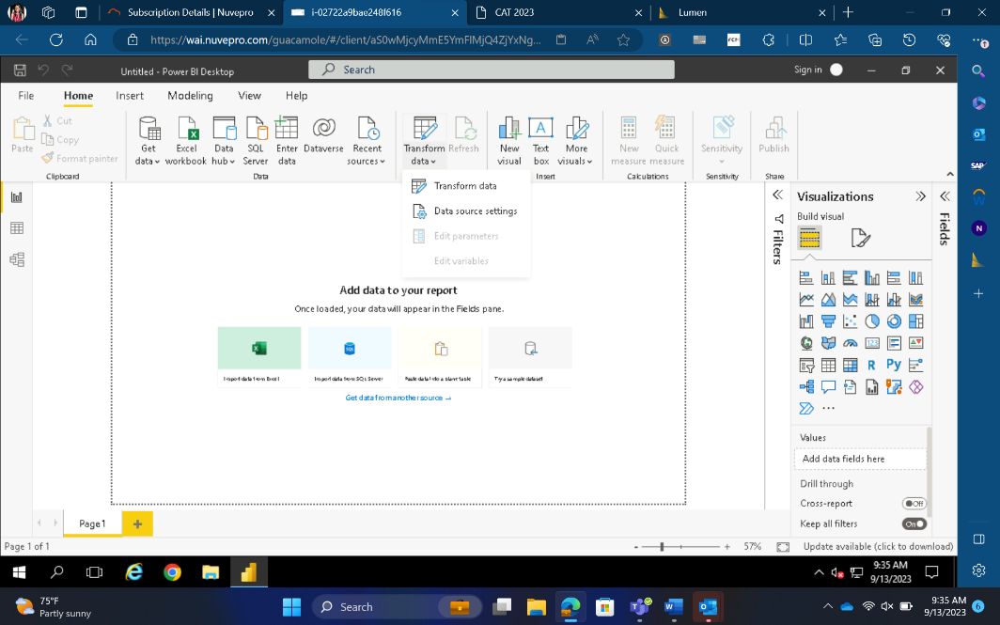 Subscription Details | Nuvepro
i-02722a9bae248f616
CAT 2023
Lumen
https://wai.nuvepro.com/guacamole/#/client/aS0wMjcyMmE5YmFlMjQ4ZjYxNg...
Untitled - Power BI Desktop
Search
Sign in
File Home Insert Modeling View Help
Paste
Cut
Copy
Format painter
Clipboard
Get data
Excel workbook
Data hub
SQL Server
Enter data
Dataverse
Recent sources
Data
Transform data
Refresh
New visual
Text box
More visuals
Insert
New measure
Quick measure
Calculations
Sensitivity
Sensitivity
Publish
Share
Transform data
Data source settings
Edit parameters
Edit variables
Add data to your report
Once loaded, your data will appear in the Fields pane.
Import data from Excel
Import data from SQL Server
Paste data into a blank table
Try a sample dataset
Get data from another source →
Filters
Visualizations
Build visual
Fields
Values
Add data fields here
Drill through
Cross-report
Off
Keep all filters
On
Page 1
Page 1 of 1
- + 57%
Update available (click to download)
9:35 AM
9/13/2023
75°F
Partly sunny
Search
9:35 AM
9/13/2023
6